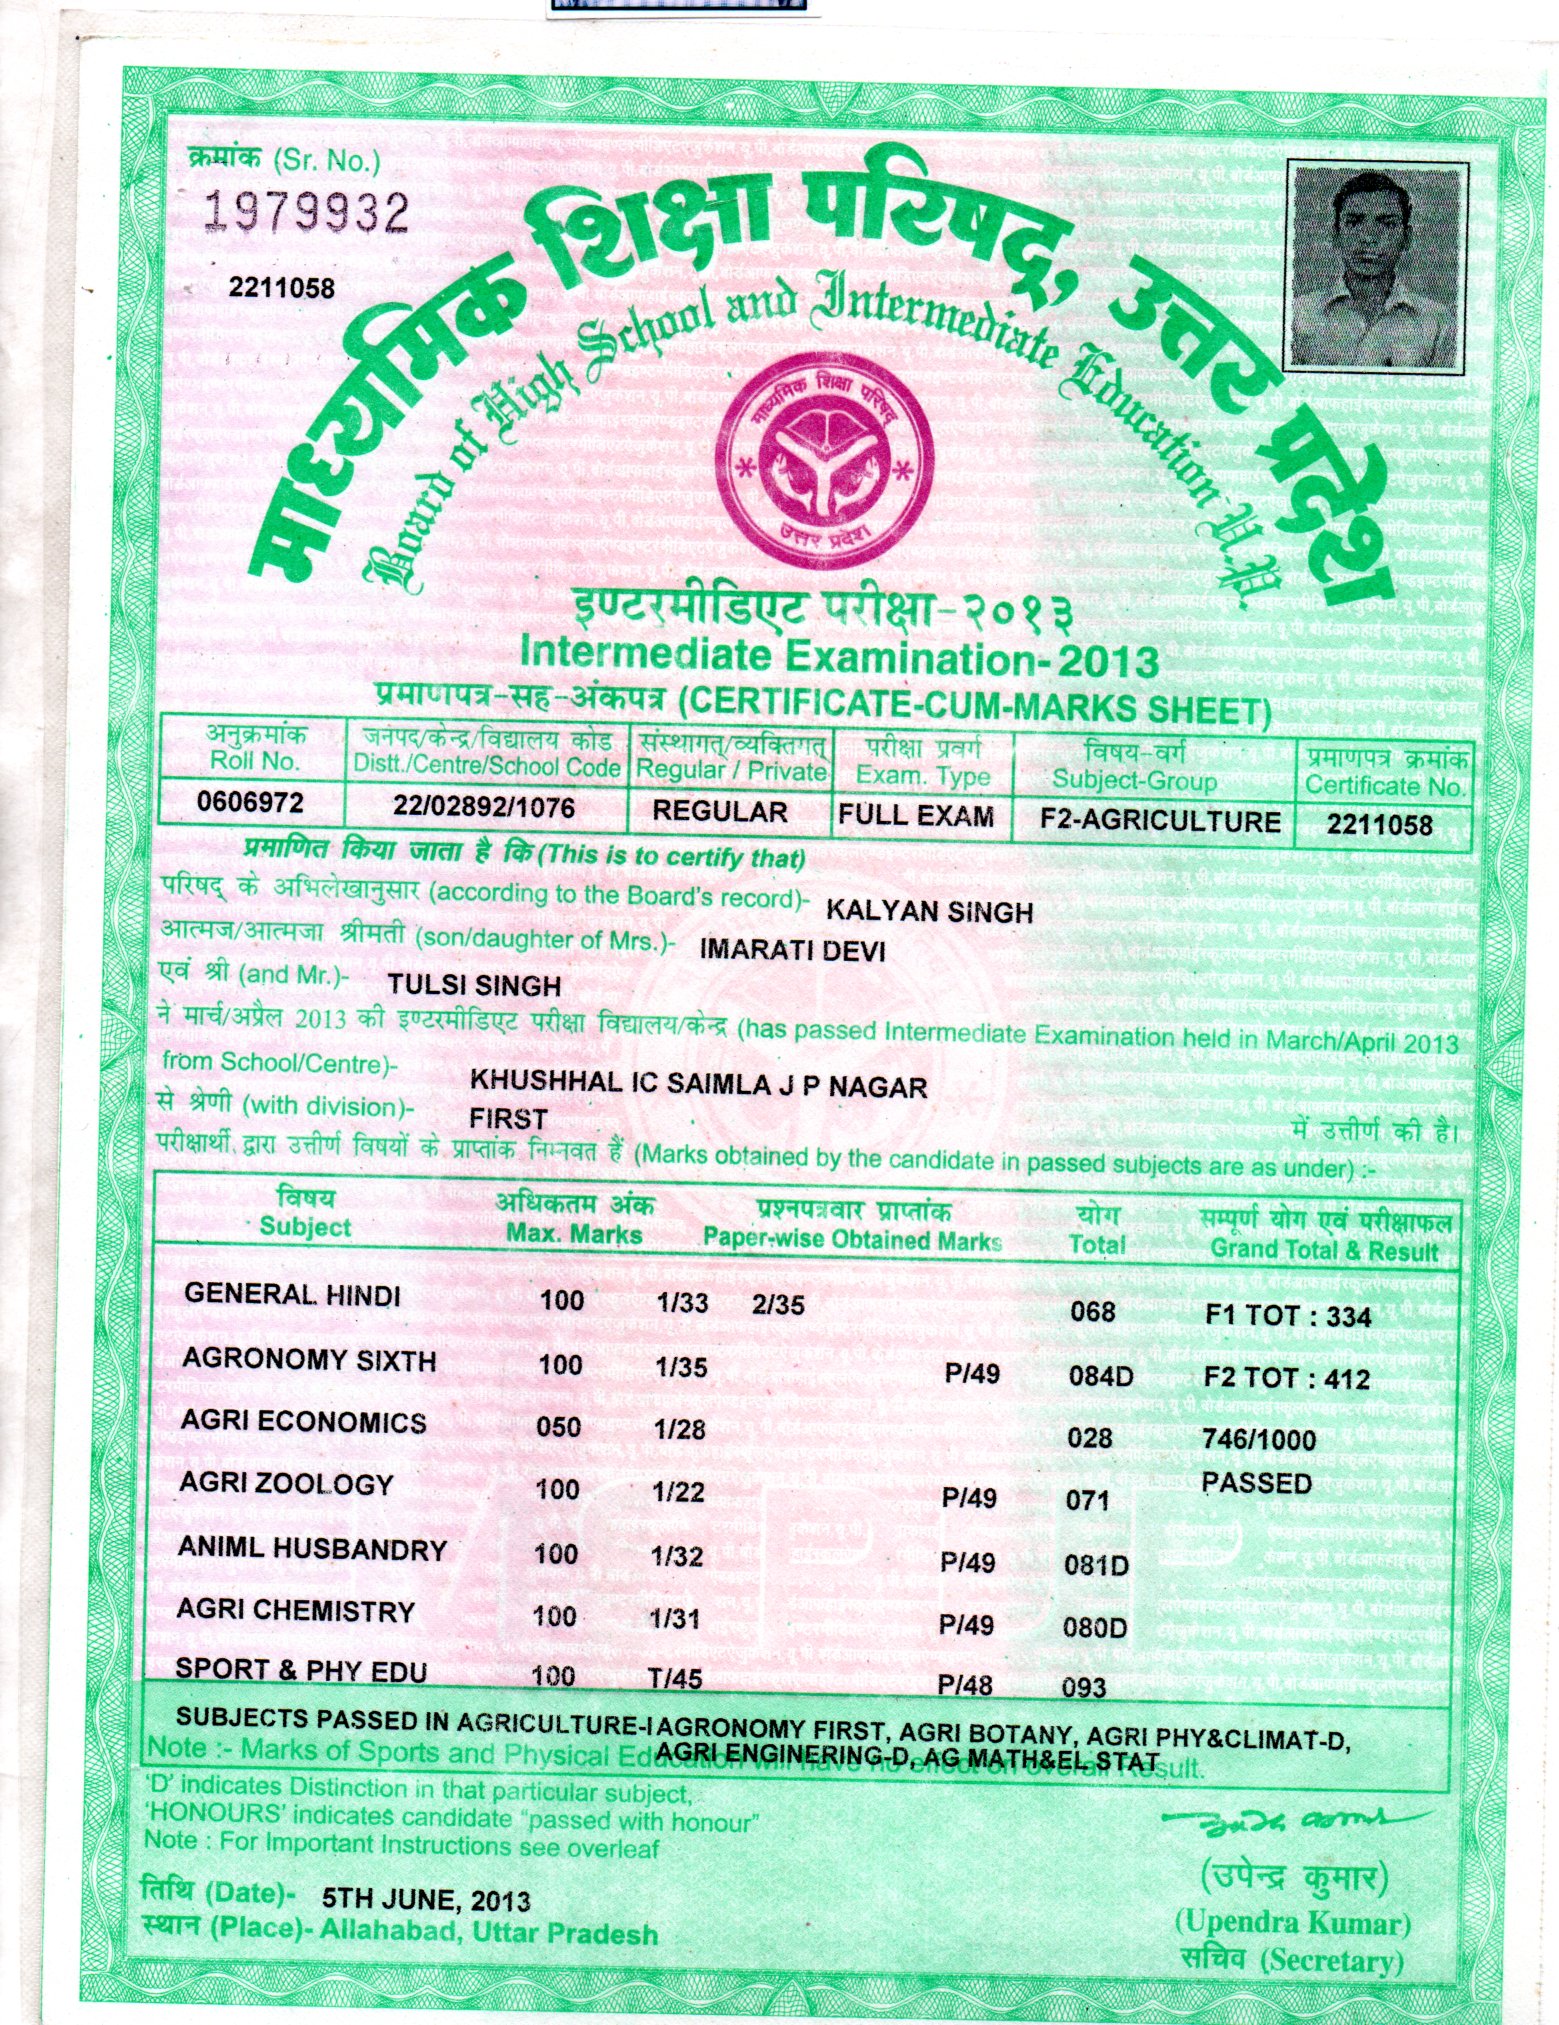 क्रमांक (Sr. No.)
1979932
2211058
माध्यमिक शिक्षा परिषद्, उत्तर प्रदेश
Board of High School and Intermediate Education U.P.
माध्यमिक शिक्षा परिषद्
उत्तर प्रदेश
इण्टरमीडिएट परीक्षा-२०१३
Intermediate Examination-2013
प्रमाणपत्र-सह-अंकपत्र (CERTIFICATE-CUM-MARKS SHEET)
अनुक्रमांक जनपद/केन्द्र/विद्यालय कोड संस्थागत्/व्यक्तिगत् परीक्षा प्रवर्ग विषय-वर्ग प्रमाणपत्र क्रमांक
Roll No. Distt./Centre/School Code Regular / Private Exam. Type Subject-Group Certificate No.
0606972 22/02892/1076 REGULAR FULL EXAM F2-AGRICULTURE 2211058
प्रमाणित किया जाता है कि (This is to certify that)
परिषद् के अभिलेखानुसार (according to the Board's record)- KALYAN SINGH
आत्मज/आत्मजा श्रीमती (son/daughter of Mrs.)- IMARATI DEVI
एवं श्री (and Mr.)- TULSI SINGH
ने मार्च/अप्रैल 2013 की इण्टरमीडिएट परीक्षा विद्यालय/केन्द्र (has passed Intermediate Examination held in March/April 2013
from School/Centre)- KHUSHHAL IC SAIMLA J P NAGAR
से श्रेणी (with division)- FIRST में उत्तीर्ण की है।
परीक्षार्थी द्वारा उत्तीर्ण विषयों के प्राप्तांक निम्नवत हैं (Marks obtained by the candidate in passed subjects are as under) :-
विषय अधिकतम अंक प्रश्नपत्रवार प्राप्तांक योग सम्पूर्ण योग एवं परीक्षाफल
Subject Max. Marks Paper-wise Obtained Marks Total Grand Total & Result
GENERAL HINDI 100 1/33 2/35 068 F1 TOT : 334
AGRONOMY SIXTH 100 1/35 P/49 084D F2 TOT : 412
AGRI ECONOMICS 050 1/28 028 746/1000
AGRI ZOOLOGY 100 1/22 P/49 071 PASSED
ANIML HUSBANDRY 100 1/32 P/49 081D
AGRI CHEMISTRY 100 1/31 P/49 080D
SPORT & PHY EDU 100 T/45 P/48 093
SUBJECTS PASSED IN AGRICULTURE-I AGRONOMY FIRST, AGRI BOTANY, AGRI PHY&CLIMAT-D,
AGRI ENGINERING-D, AG MATH&EL STAT
Note :- Marks of Sports and Physical Education will have no effect on overall Result.
'D' indicates Distinction in that particular subject,
'HONOURS' indicates candidate "passed with honour"
Note : For Important Instructions see overleaf
तिथि (Date)- 5TH JUNE, 2013
स्थान (Place)- Allahabad, Uttar Pradesh
(उपेन्द्र कुमार)
(Upendra Kumar)
सचिव (Secretary)